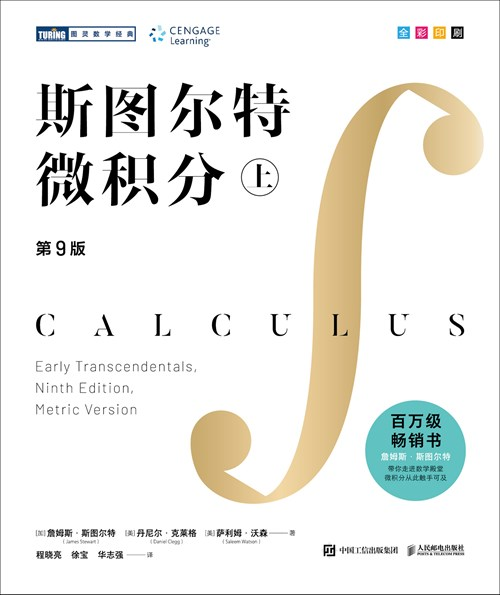 TURING 图灵数学经典
CENGAGE
Learning
全彩印刷
斯图尔特
微积分 上
第9版
CALCULUS
Early Transcendentals,
Ninth Edition,
Metric Version
百万级
畅销书
詹姆斯·斯图尔特
带你走进数学殿堂
微积分从此触手可及
[加] 詹姆斯·斯图尔特 [美] 丹尼尔·克莱格 [美] 萨利姆·沃森 —— 著
(James Stewart) (Daniel Clegg) (Saleem Watson)
程晓亮 徐宝 华志强 —— 译
中国工信出版集团
人民邮电出版社
POSTS & TELECOM PRESS